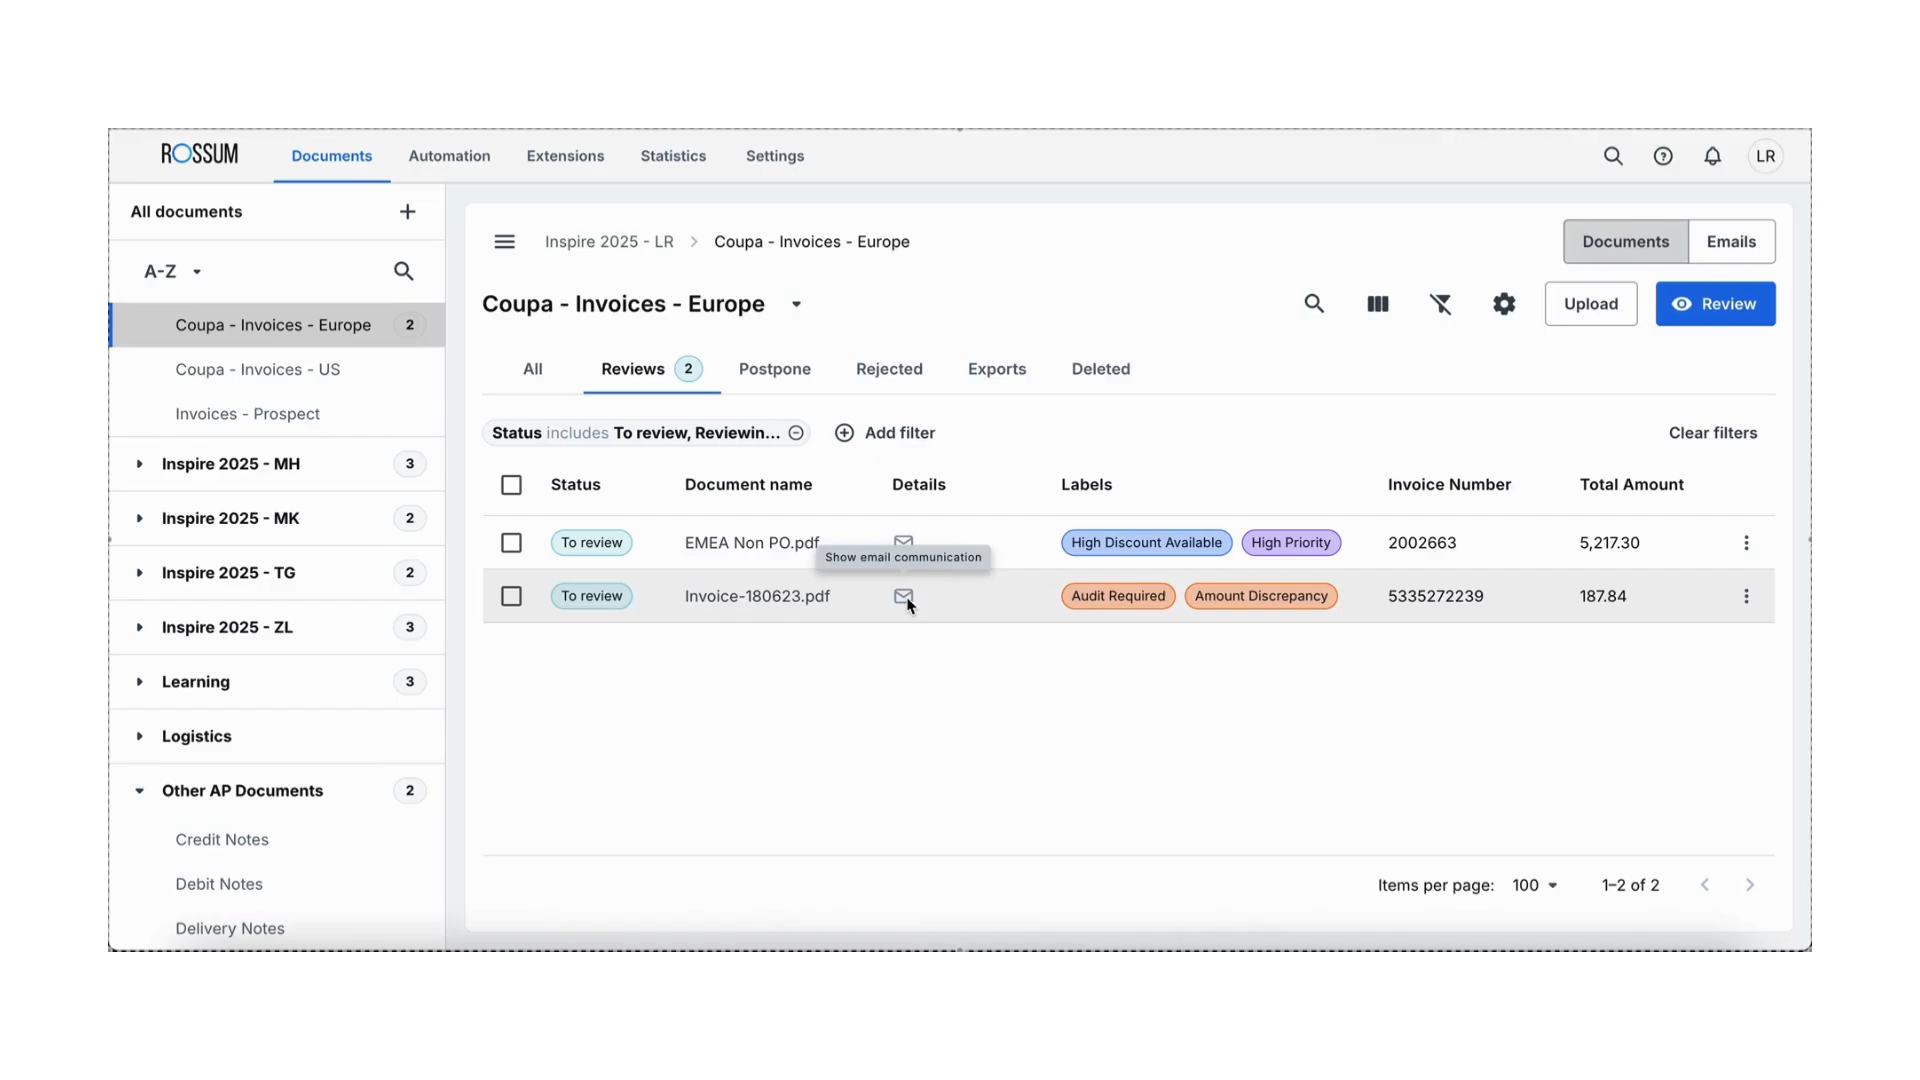 ROSSUM Documents Automation Extensions Statistics Settings LR
All documents
A-Z
Coupa - Invoices - Europe 2
Coupa - Invoices - US
Invoices - Prospect
Inspire 2025 - MH 3
Inspire 2025 - MK 2
Inspire 2025 - TG 2
Inspire 2025 - ZL 3
Learning 3
Logistics
Other AP Documents 2
Credit Notes
Debit Notes
Delivery Notes
Inspire 2025 - LR > Coupa - Invoices - Europe Documents Emails
Coupa - Invoices - Europe Upload Review
All Reviews 2 Postpone Rejected Exports Deleted
Status includes To review, Reviewin... Add filter Clear filters
Status Document name Details Labels Invoice Number Total Amount
To review EMEA Non PO.pdf High Discount Available High Priority 2002663 5,217.30
Show email communication
To review Invoice-180623.pdf Audit Required Amount Discrepancy 5335272239 187.84
Items per page: 100 1–2 of 2